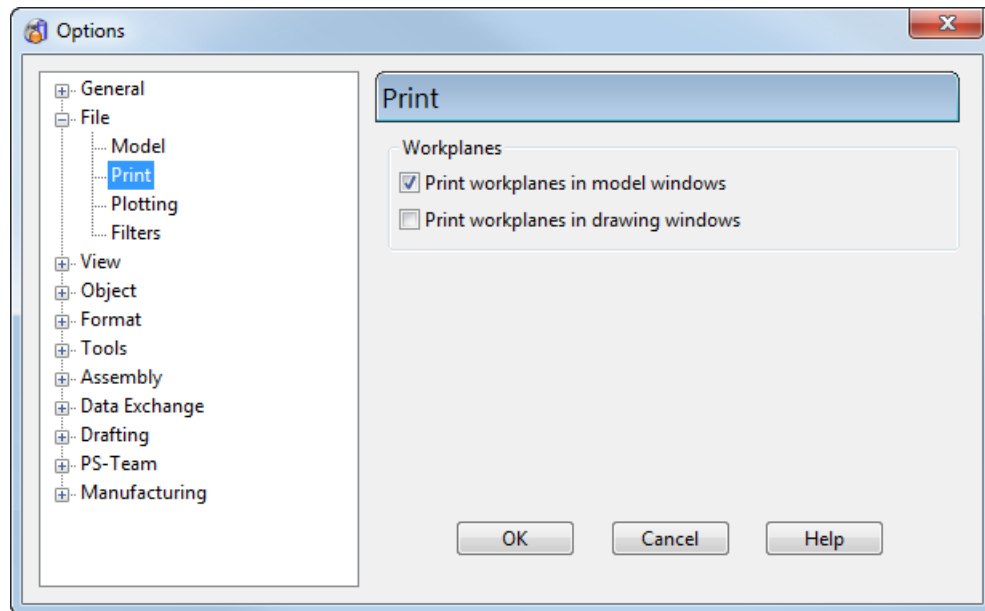 Options
General
File
Model
Print
Plotting
Filters
View
Object
Format
Tools
Assembly
Data Exchange
Drafting
PS-Team
Manufacturing
Print
Workplanes
Print workplanes in model windows
Print workplanes in drawing windows
OK Cancel Help